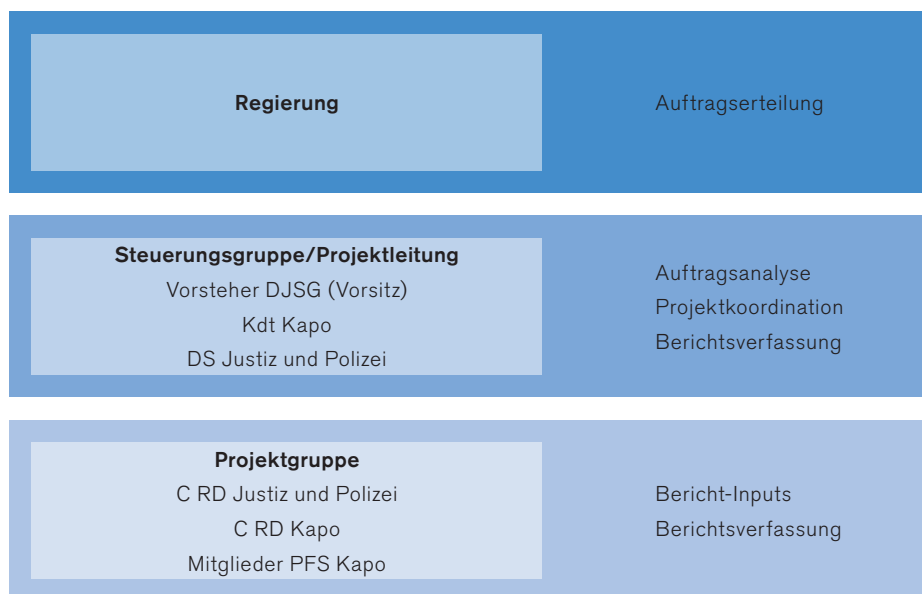 Regierung
Auftragserteilung
Steuerungsgruppe/Projektleitung
Vorsteher DJSG (Vorsitz)
Kdt Kapo
DS Justiz und Polizei
Auftragsanalyse
Projektkoordination
Berichtsverfassung
Projektgruppe
C RD Justiz und Polizei
C RD Kapo
Mitglieder PFS Kapo
Bericht-Inputs
Berichtsverfassung